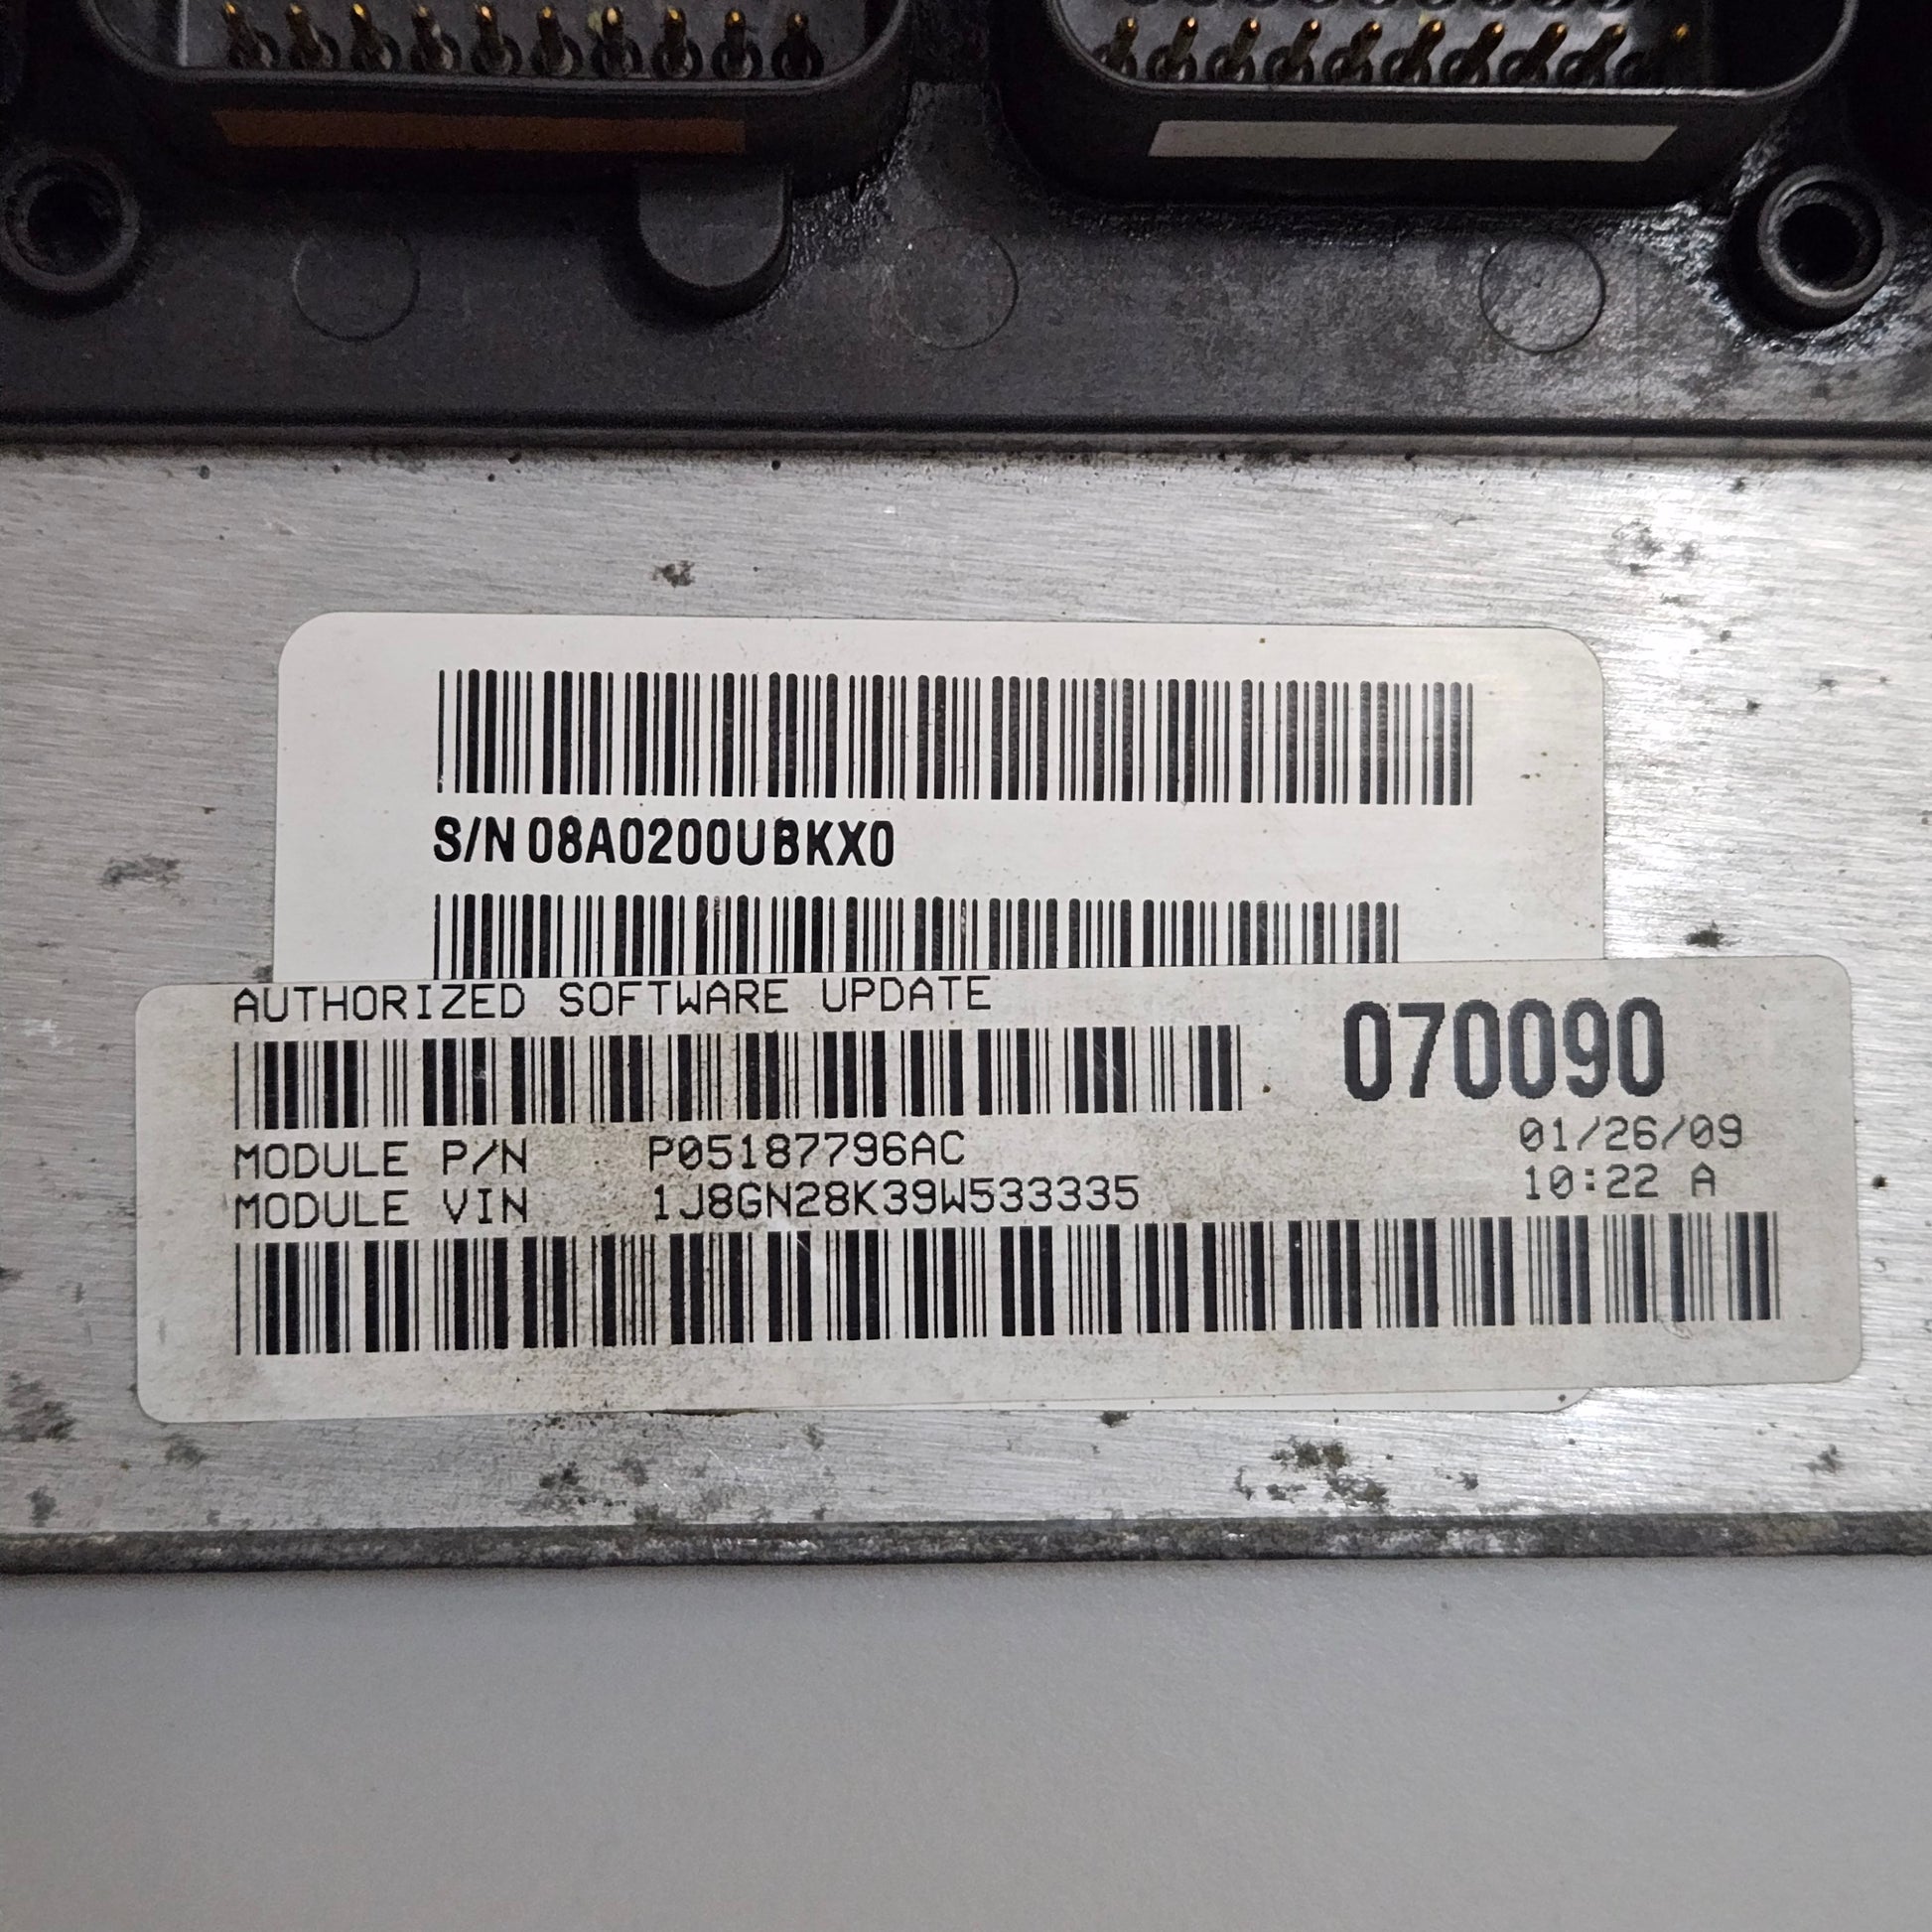 S/N 08A0200UBKX0
AUTHORIZED SOFTWARE UPDATE
070090
MODULE P/N P05187796AC
01/26/09
MODULE VIN 1J8GN28K39W533335
10:22 A